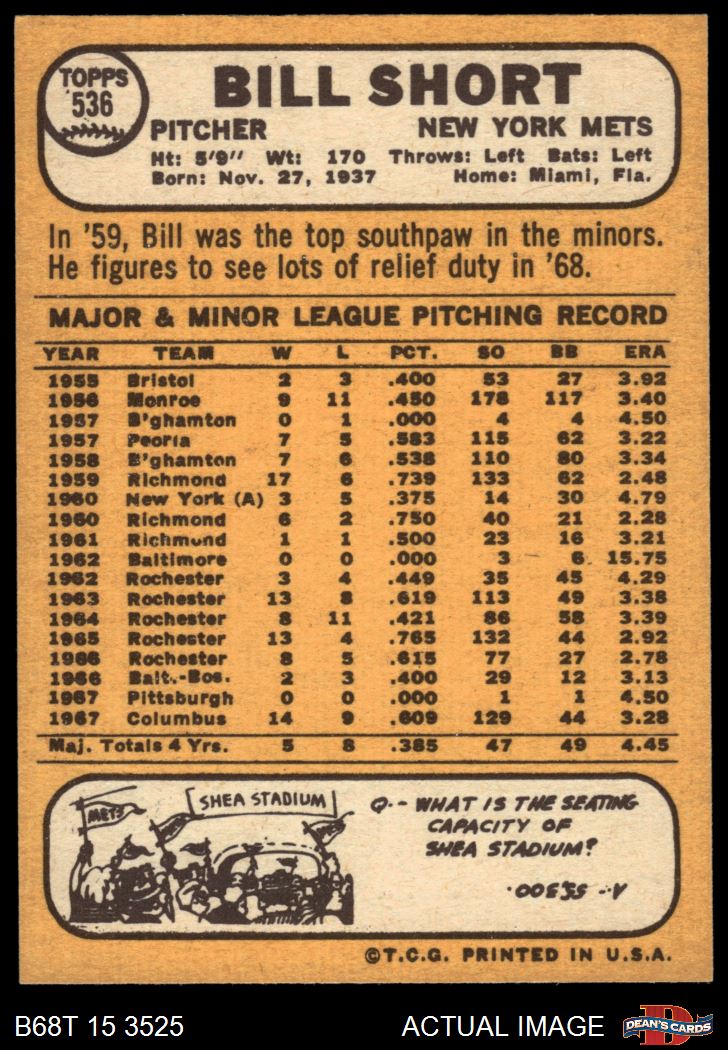 TOPPS
536
BILL SHORT
PITCHER NEW YORK METS
Ht: 5'9" Wt: 170 Throws: Left Bats: Left
Born: Nov. 27, 1937 Home: Miami, Fla.
In '59, Bill was the top southpaw in the minors.
He figures to see lots of relief duty in '68.
MAJOR & MINOR LEAGUE PITCHING RECORD
YEAR TEAM W L PCT. SO BB ERA
1955 Bristol 2 3 .400 53 27 3.92
1956 Monroe 9 11 .450 178 117 3.40
1957 B'ghamton 0 1 .000 4 4 4.50
1957 Peoria 7 5 .583 115 62 3.22
1958 B'ghamton 7 6 .538 110 80 3.34
1959 Richmond 17 6 .739 133 62 2.48
1960 New York (A) 3 5 .375 14 30 4.79
1960 Richmond 6 2 .750 40 21 2.28
1961 Richmond 1 1 .500 23 16 3.21
1962 Baltimore 0 0 .000 3 6 15.75
1962 Rochester 3 4 .449 35 45 4.29
1963 Rochester 13 8 .619 113 49 3.38
1964 Rochester 8 11 .421 86 58 3.39
1965 Rochester 13 4 .765 132 44 2.92
1966 Rochester 8 5 .615 77 27 2.78
1966 Balt.-Bos. 2 3 .400 29 12 3.13
1967 Pittsburgh 0 0 .000 1 1 4.50
1967 Columbus 14 9 .609 129 44 3.28
Maj. Totals 4 Yrs. 5 8 .385 47 49 4.45
METS
SHEA STADIUM
Q-- WHAT IS THE SEATING
CAPACITY OF
SHEA STADIUM?
A-- 55,300.
©T.C.G. PRINTED IN U.S.A.
B68T 15 3525 ACTUAL IMAGE
D
DEAN'S CARDS